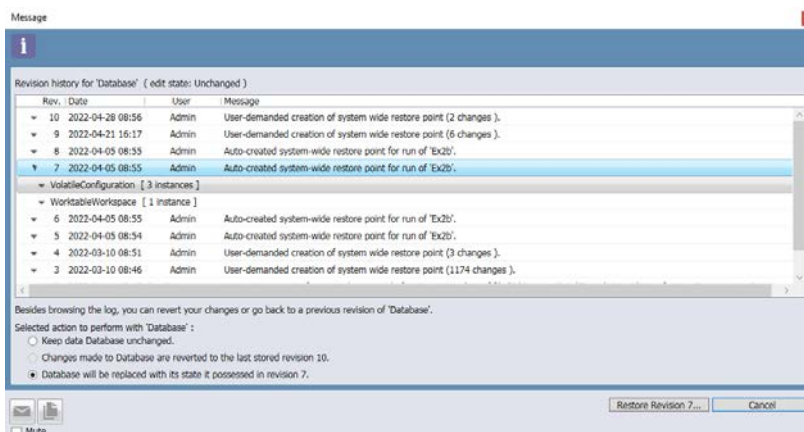 Message
i
Revision history for 'Database' ( edit state: Unchanged )
Rev. Date User Message
10 2022-04-28 08:56 Admin User-demanded creation of system wide restore point (2 changes ).
9 2022-04-21 16:17 Admin User-demanded creation of system wide restore point (6 changes ).
8 2022-04-05 08:55 Admin Auto-created system-wide restore point for run of 'Ex2b'.
7 2022-04-05 08:55 Admin Auto-created system-wide restore point for run of 'Ex2b'.
VolatileConfiguration [ 3 instances ]
WorktableWorkspace [ 1 instance ]
6 2022-04-05 08:55 Admin Auto-created system-wide restore point for run of 'Ex2b'.
5 2022-04-05 08:54 Admin Auto-created system-wide restore point for run of 'Ex2b'.
4 2022-03-10 08:51 Admin User-demanded creation of system wide restore point (3 changes ).
3 2022-03-10 08:46 Admin User-demanded creation of system wide restore point (1174 changes ).
Besides browsing the log, you can revert your changes or go back to a previous revision of 'Database'.
Selected action to perform with 'Database' :
Keep data Database unchanged.
Changes made to Database are reverted to the last stored revision 10.
Database will be replaced with its state it possessed in revision 7.
Restore Revision 7... Cancel
Mute